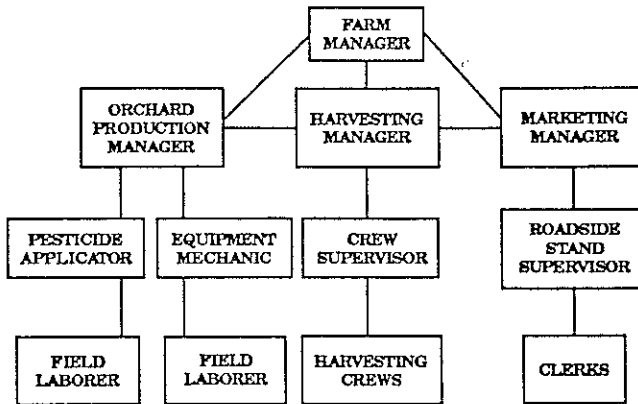 FARM
MANAGER
ORCHARD
PRODUCTION
MANAGER
HARVESTING
MANAGER
MARKETING
MANAGER
PESTICIDE
APPLICATOR
EQUIPMENT
MECHANIC
CREW
SUPERVISOR
ROADSIDE
STAND
SUPERVISOR
FIELD
LABORER
FIELD
LABORER
HARVESTING
CREWS
CLERKS